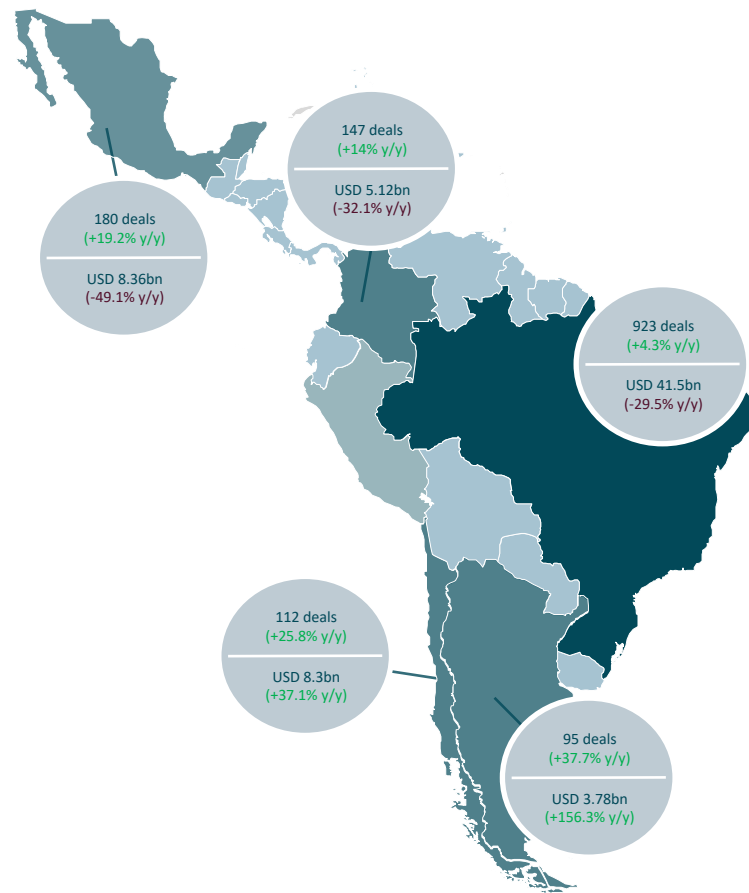 147 deals
(+14% y/y)
USD 5.12bn
(-32.1% y/y)
180 deals
(+19.2% y/y)
USD 8.36bn
(-49.1% y/y)
923 deals
(+4.3% y/y)
USD 41.5bn
(-29.5% y/y)
112 deals
(+25.8% y/y)
USD 8.3bn
(+37.1% y/y)
95 deals
(+37.7% y/y)
USD 3.78bn
(+156.3% y/y)